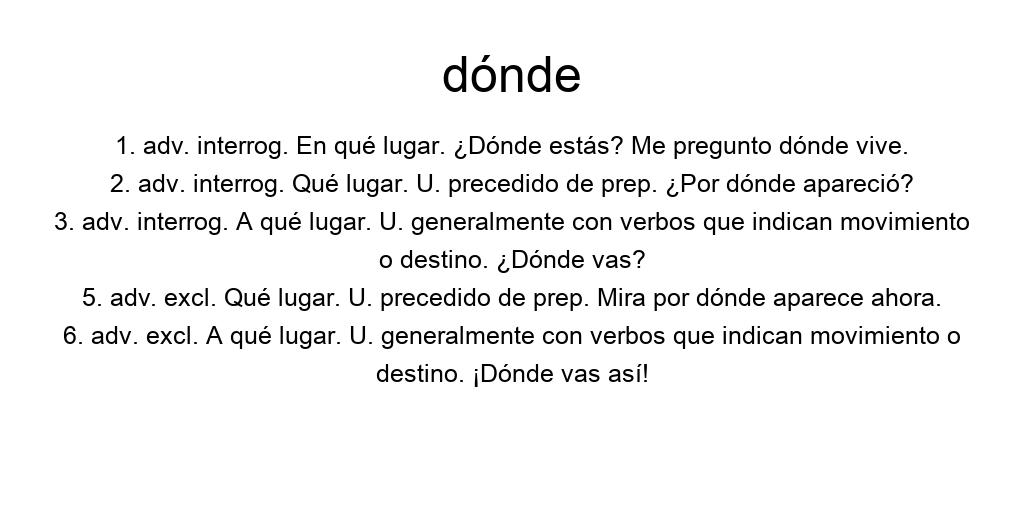 dónde
1. adv. interrog. En qué lugar. ¿Dónde estás? Me pregunto dónde vive.
2. adv. interrog. Qué lugar. U. precedido de prep. ¿Por dónde apareció?
3. adv. interrog. A qué lugar. U. generalmente con verbos que indican movimiento
o destino. ¿Dónde vas?
5. adv. excl. Qué lugar. U. precedido de prep. Mira por dónde aparece ahora.
6. adv. excl. A qué lugar. U. generalmente con verbos que indican movimiento o
destino. ¡Dónde vas así!